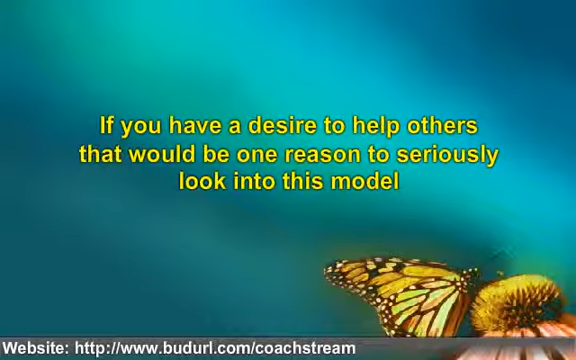 If you have a desire to help others
that would be one reason to seriously
look into this model
Website: http://www.budurl.com/coachstream